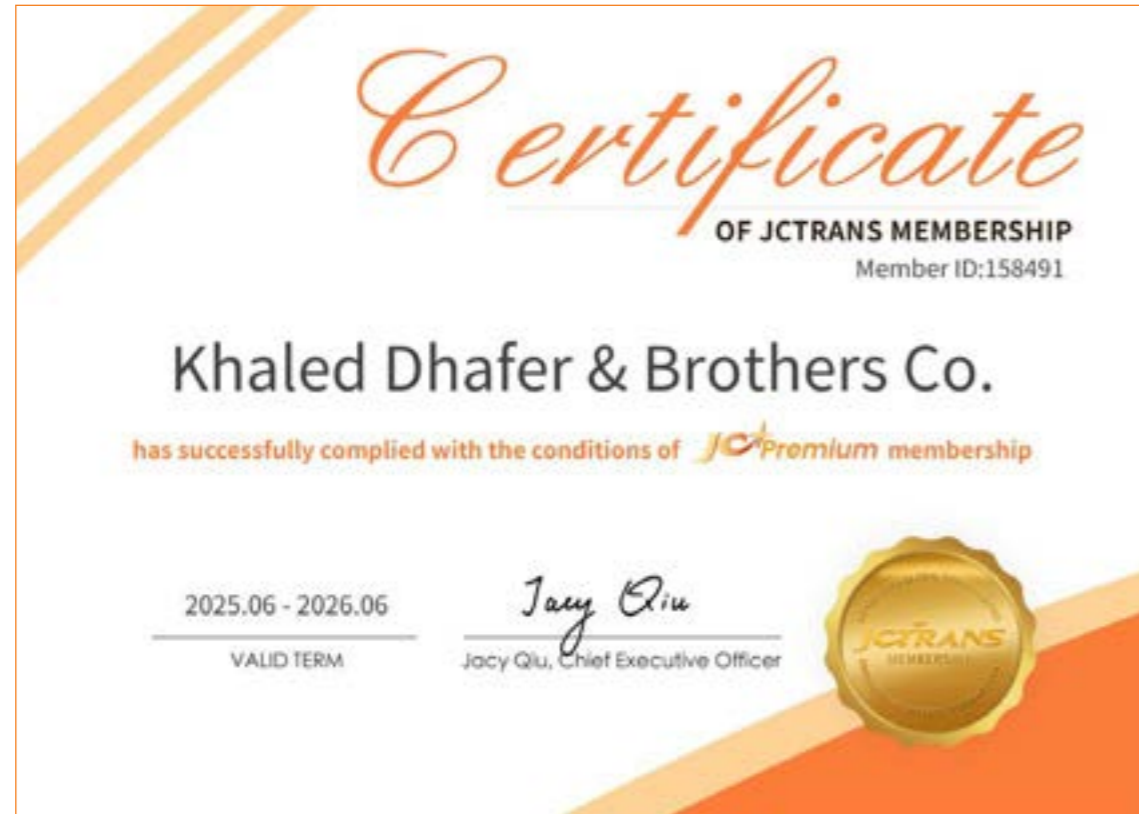 Certificate
OF JCTRANS MEMBERSHIP
Member ID:158491
Khaled Dhafer & Brothers Co.
has successfully complied with the conditions of JC Premium membership
2025.06 - 2026.06
VALID TERM
Jacy Qiu
Jacy Qiu, Chief Executive Officer
JCTRANS
MEMBERSHIP